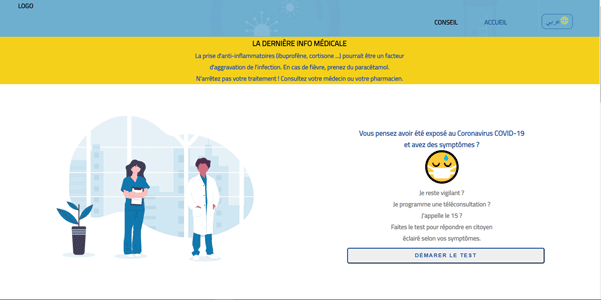 LOGO
CONSEIL
ACCUEIL
عربي
LA DERNIÈRE INFO MÉDICALE
La prise d'anti-inflammatoires (ibuprofène, cortisone ...) pourrait être un facteur
d'aggravation de l'infection. En cas de fièvre, prenez du paracétamol.
N'arrêtez pas votre traitement ! Consultez votre médecin ou votre pharmacien.
Vous pensez avoir été exposé au Coronavirus COVID-19
et avez des symptômes ?
Je reste vigilant ?
Je programme une téléconsultation ?
J'appelle le 15 ?
Faites le test pour répondre en citoyen
éclairé selon vos symptômes.
DÉMARER LE TEST